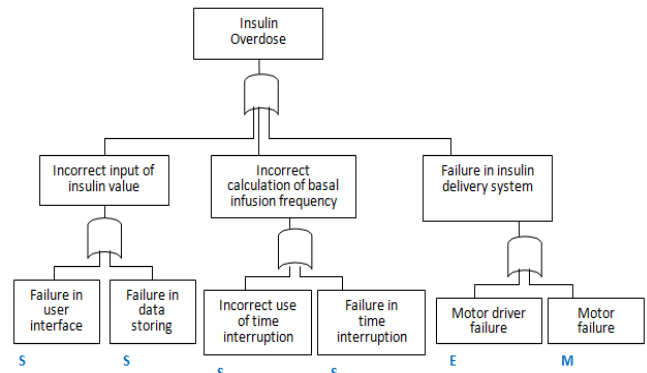 Insulin
Overdose
Incorrect input of
insulin value
Incorrect
calculation of basal
infusion frequency
Failure in insulin
delivery system
Failure in
user
interface
Failure in
data
storing
Incorrect use
of time
interruption
Failure in
time
interruption
Motor driver
failure
Motor
failure
S
S
S
S
E
M